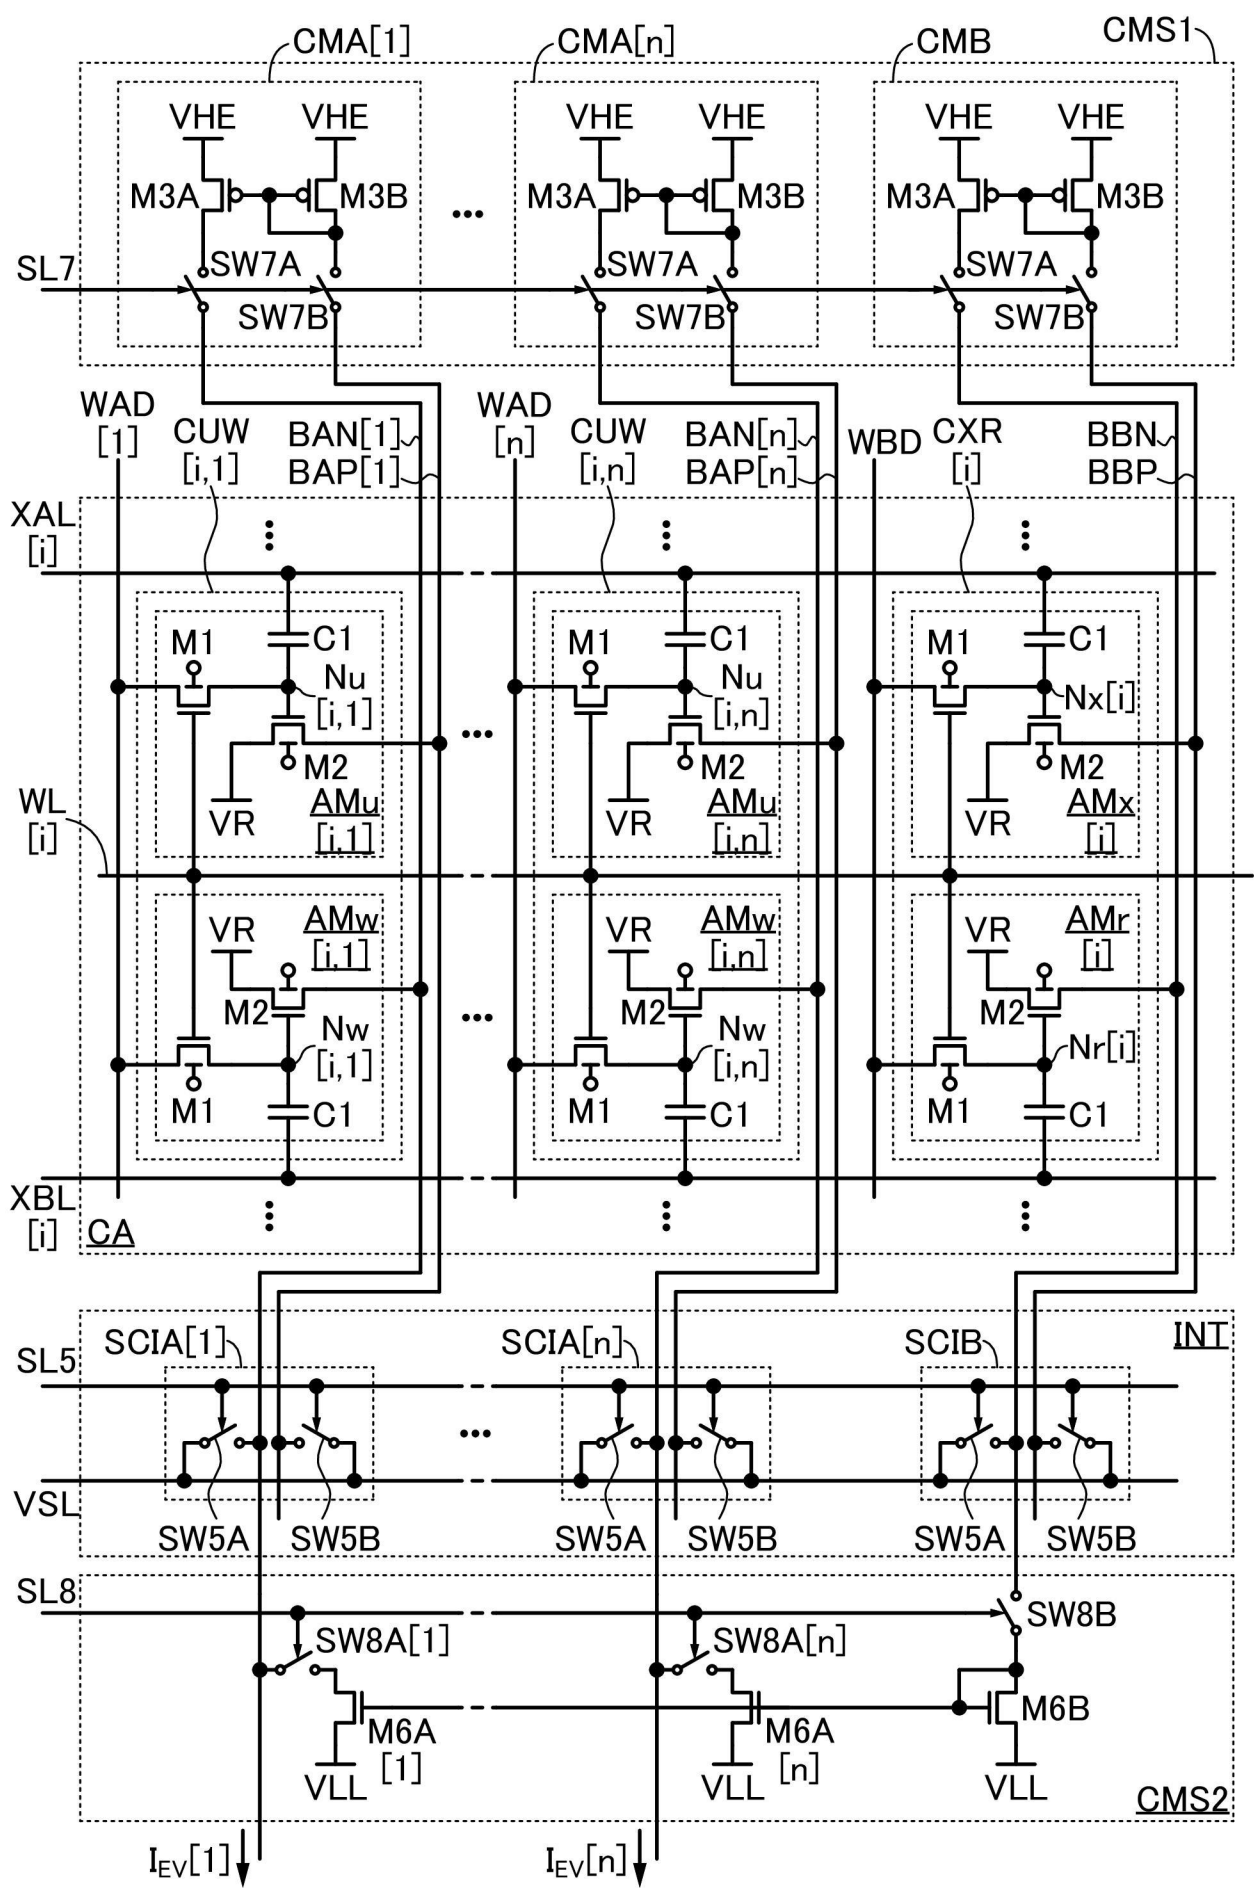 CMA[1] CMA[n] CMB CMS1
VHE VHE VHE VHE VHE VHE
M3A M3B M3A M3B M3A M3B
SL7 SW7A SW7A SW7A
SW7B SW7B SW7B
WAD
[1]
CUW
[i,1]
BAN[1]
BAP[1]
WAD
[n]
CUW
[i,n]
BAN[n]
BAP[n]
WBD
CXR
[i]
BBN
BBP
XAL
[i]
M1 C1 M1 C1 M1 C1
Nu
[i,1]
Nu
[i,n]
Nx[i]
M2 M2 M2
VR VR VR
AMu
[i,1]
AMu
[i,n]
AMx
[i]
WL
[i]
VR VR VR
AMw
[i,1]
AMw
[i,n]
AMr
[i]
M2 M2 M2
Nw
[i,1]
Nw
[i,n]
Nr[i]
M1 C1 M1 C1 M1 C1
XBL
[i]
CA
SCIA[1] SCIA[n] SCIB INT
SL5
VSL
SW5A SW5B SW5A SW5B SW5A SW5B
SL8
SW8A[1] SW8A[n] SW8B
M6A
[1]
M6A
[n]
M6B
VLL VLL VLL
CMS2
IEV[1] IEV[n]